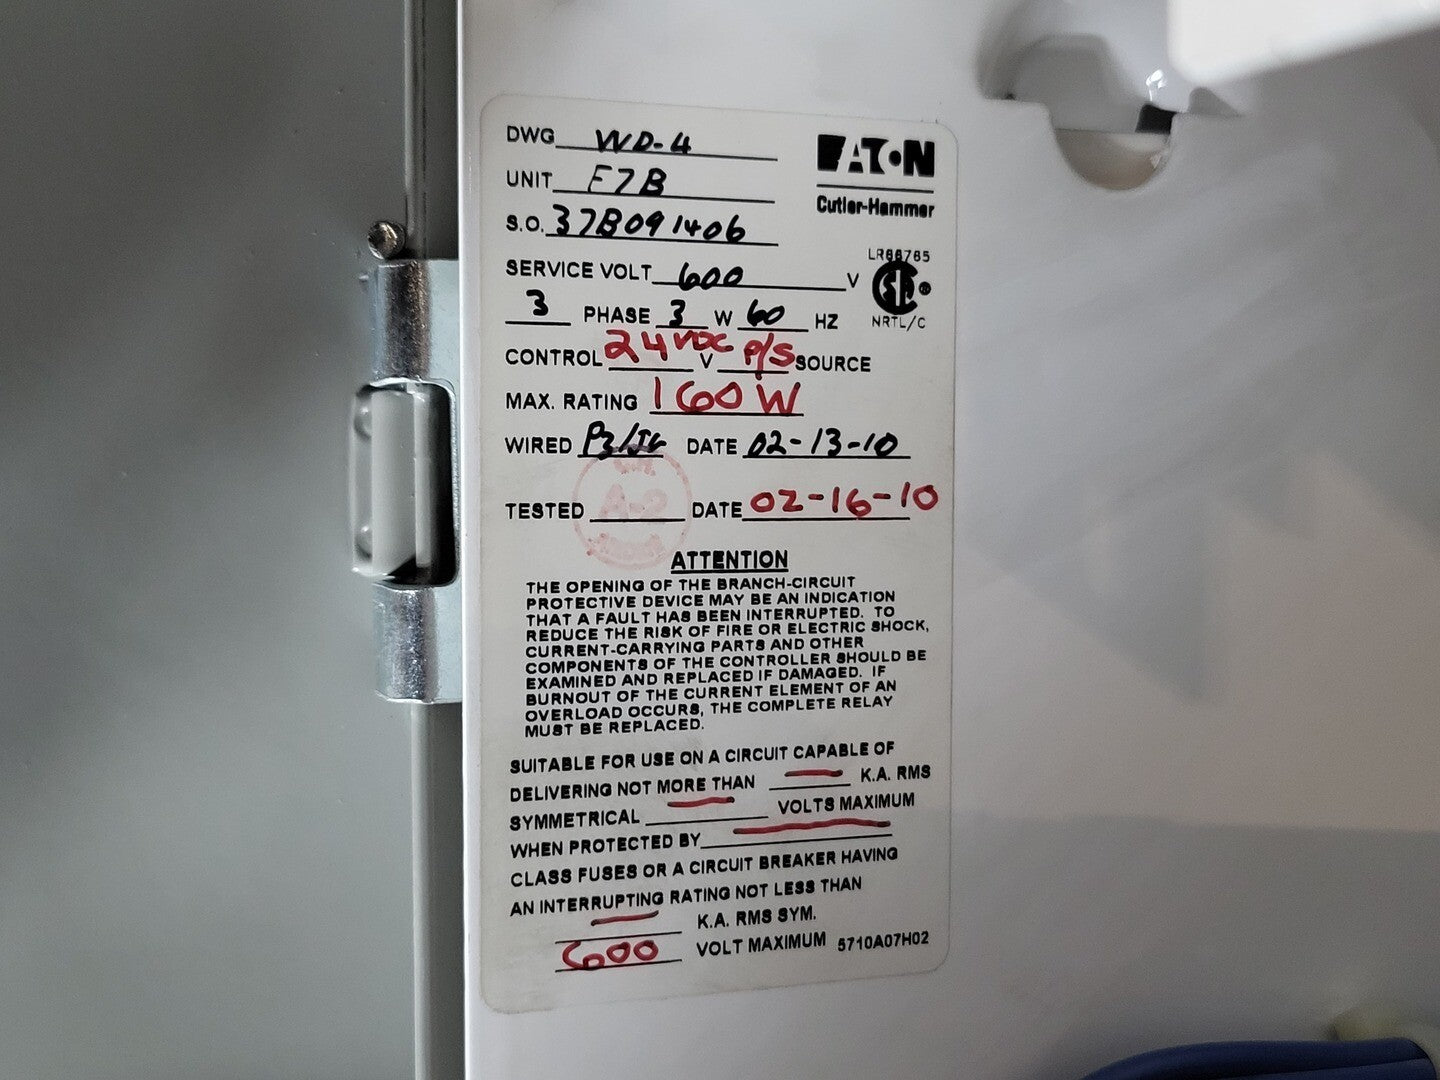 DWG WD-4
EATON
UNIT F7B
Cutler-Hammer
S.O. 37B091406
LR66765
SERVICE VOLT 600 V
NRTL/C
3 PHASE 3 W 60 HZ
CONTROL 24 VDC V P/S SOURCE
MAX. RATING 160W
WIRED DATE 02-13-10
TESTED A-2 DATE 02-16-10
ATTENTION
THE OPENING OF THE BRANCH-CIRCUIT
PROTECTIVE DEVICE MAY BE AN INDICATION
THAT A FAULT HAS BEEN INTERRUPTED. TO
REDUCE THE RISK OF FIRE OR ELECTRIC SHOCK,
CURRENT-CARRYING PARTS AND OTHER
COMPONENTS OF THE CONTROLLER SHOULD BE
EXAMINED AND REPLACED IF DAMAGED. IF
BURNOUT OF THE CURRENT ELEMENT OF AN
OVERLOAD OCCURS, THE COMPLETE RELAY
MUST BE REPLACED.
SUITABLE FOR USE ON A CIRCUIT CAPABLE OF
DELIVERING NOT MORE THAN — K.A. RMS
SYMMETRICAL — VOLTS MAXIMUM
WHEN PROTECTED BY —
CLASS FUSES OR A CIRCUIT BREAKER HAVING
AN INTERRUPTING RATING NOT LESS THAN
— K.A. RMS SYM.
600 VOLT MAXIMUM 5710A07H02